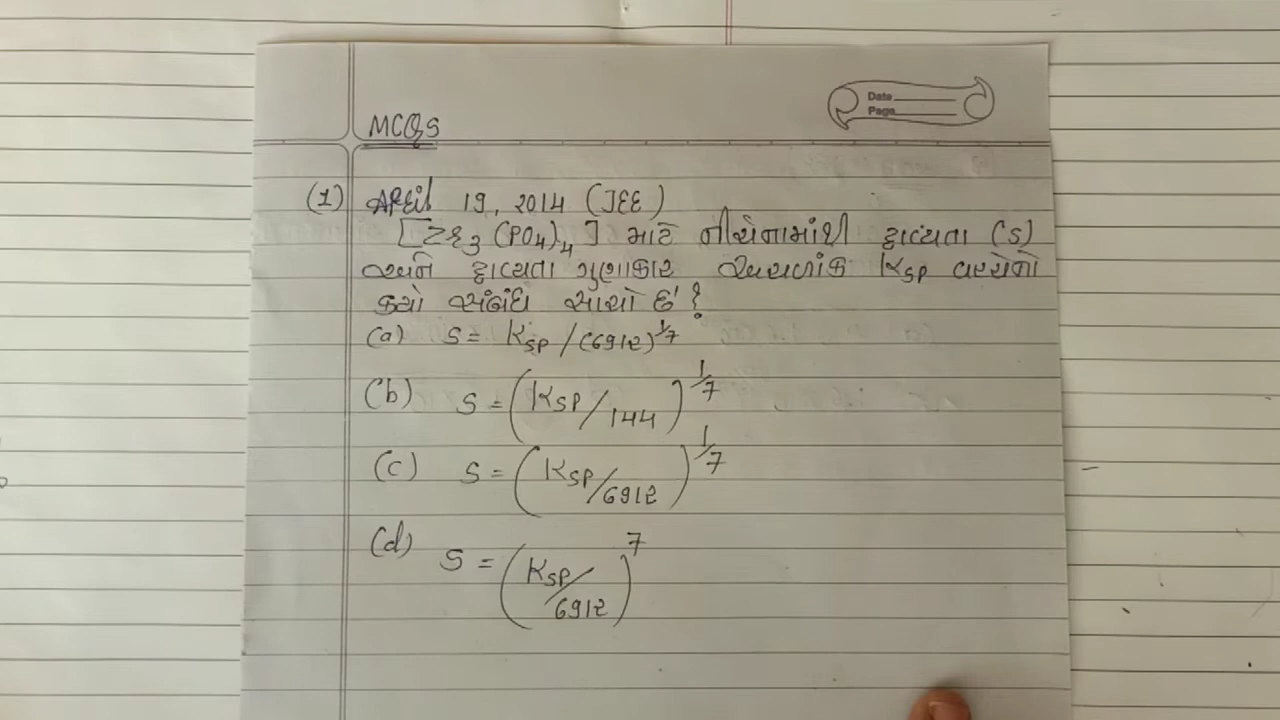 Date
Page
MCQS
(1) April 19, 2014 (JEE)
[Zr3 (PO4)4] માટે નીચેનામાંથી દ્રાવ્યતા (S)
અને દ્રાવ્યતા ગુણાકાર અચળાંક KSP વચ્ચેનો
કયો સંબંધ સાચો છે ?
(a) S = KSP / (6912)^1/7
(b) S = (KSP/144)^1/7
(c) S = (KSP/6912)^1/7
(d) S = (KSP/6912)^7